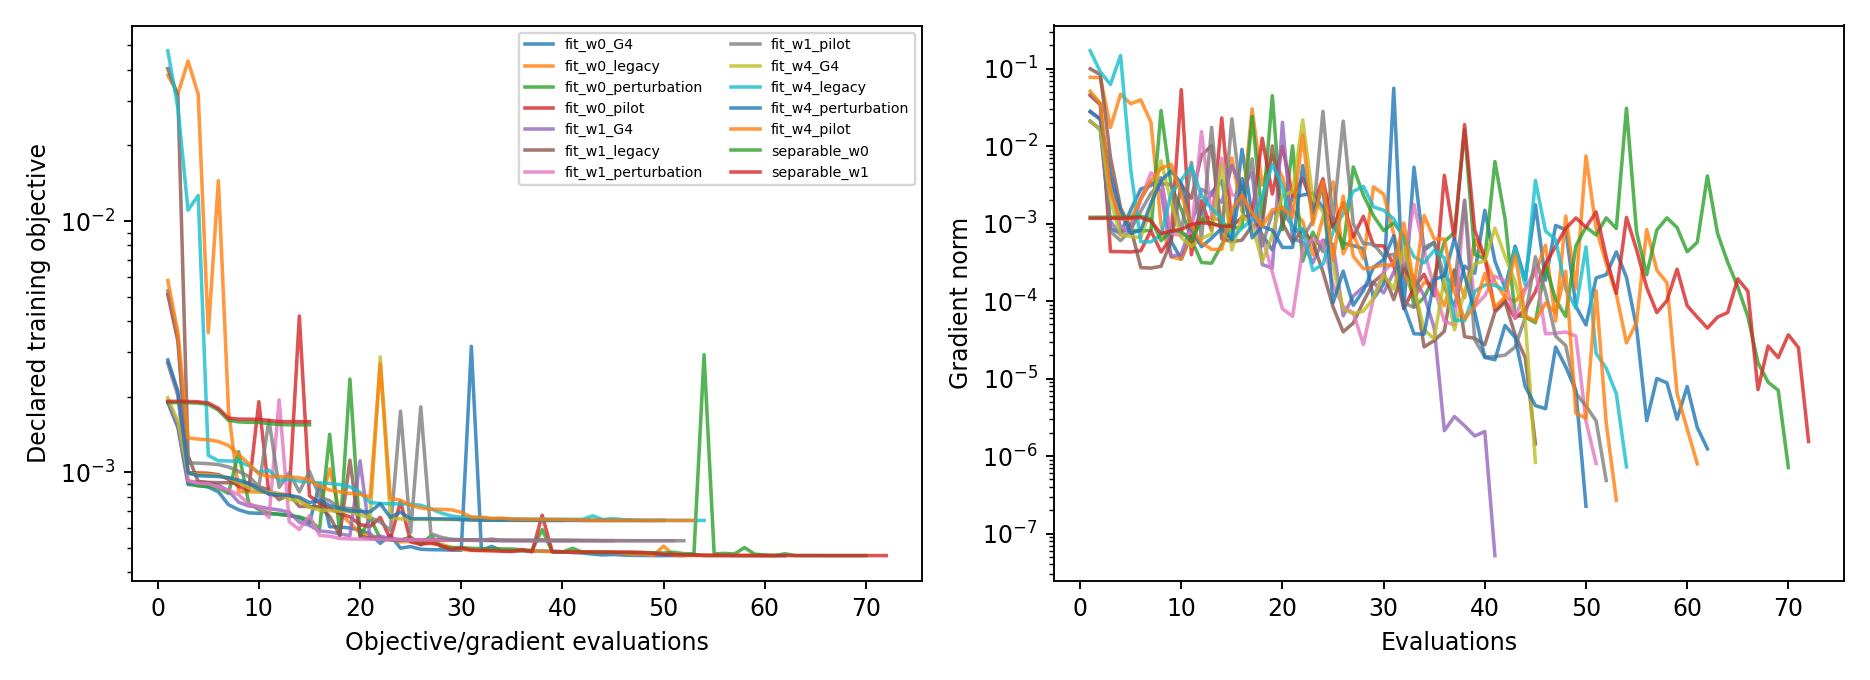 Declared training objective
10⁻²
10⁻³
0 10 20 30 40 50 60 70
Objective/gradient evaluations
fit_w0_G4
fit_w0_legacy
fit_w0_perturbation
fit_w0_pilot
fit_w1_G4
fit_w1_legacy
fit_w1_perturbation
fit_w1_pilot
fit_w4_G4
fit_w4_legacy
fit_w4_perturbation
fit_w4_pilot
separable_w0
separable_w1
Gradient norm
10⁻¹
10⁻²
10⁻³
10⁻⁴
10⁻⁵
10⁻⁶
10⁻⁷
0 10 20 30 40 50 60 70
Evaluations